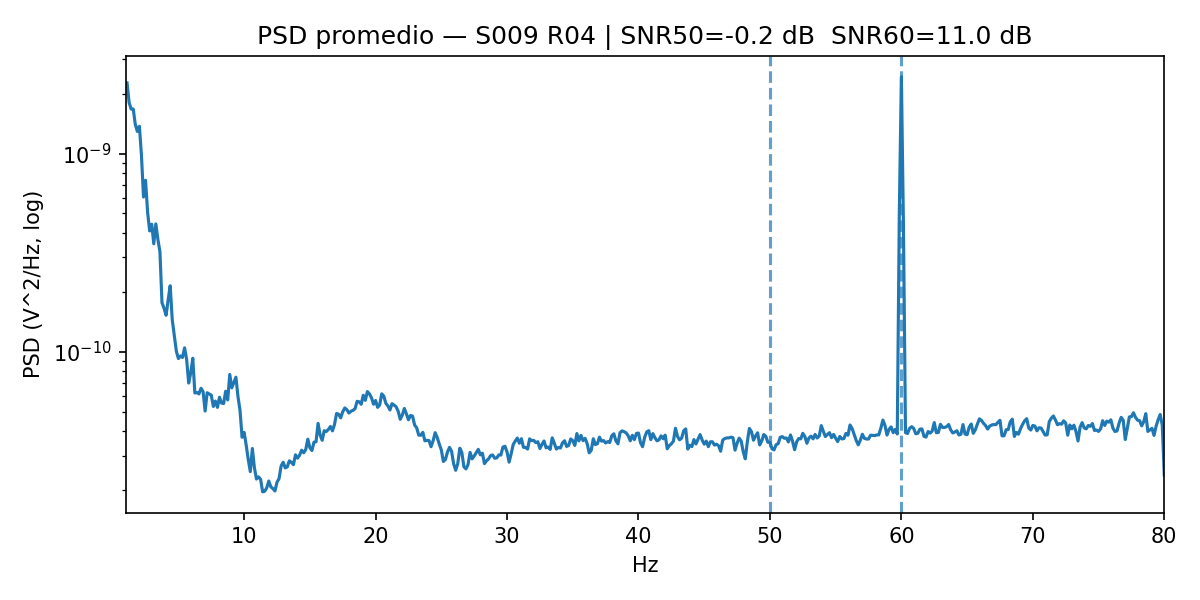 PSD promedio — S009 R04 | SNR50=-0.2 dB  SNR60=11.0 dB
PSD (V^2/Hz, log)
10⁻⁹
10⁻¹⁰
10 20 30 40 50 60 70 80
Hz